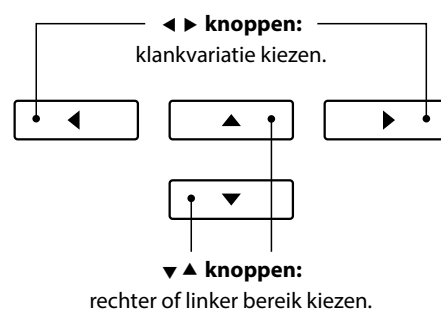 ◀ ▶ knoppen:
klankvariatie kiezen.
▼ ▲ knoppen:
rechter of linker bereik kiezen.